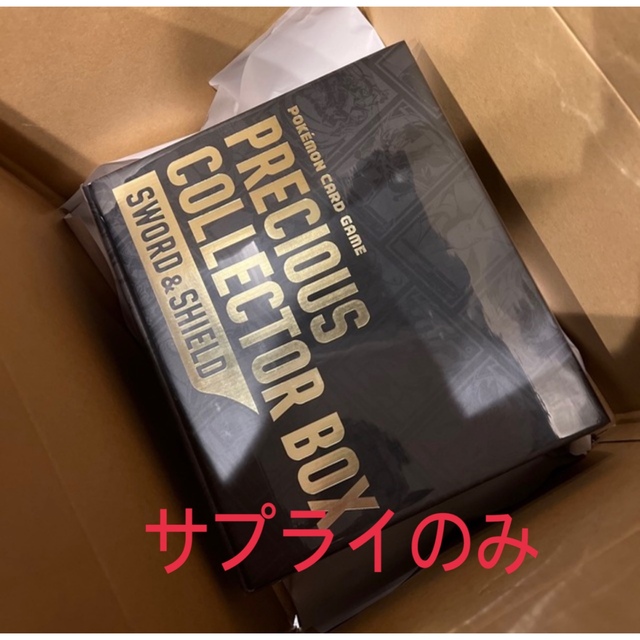 POKÉMON CARD GAME
PRECIOUS
COLLECTOR BOX
SWORD & SHIELD
サプライのみ